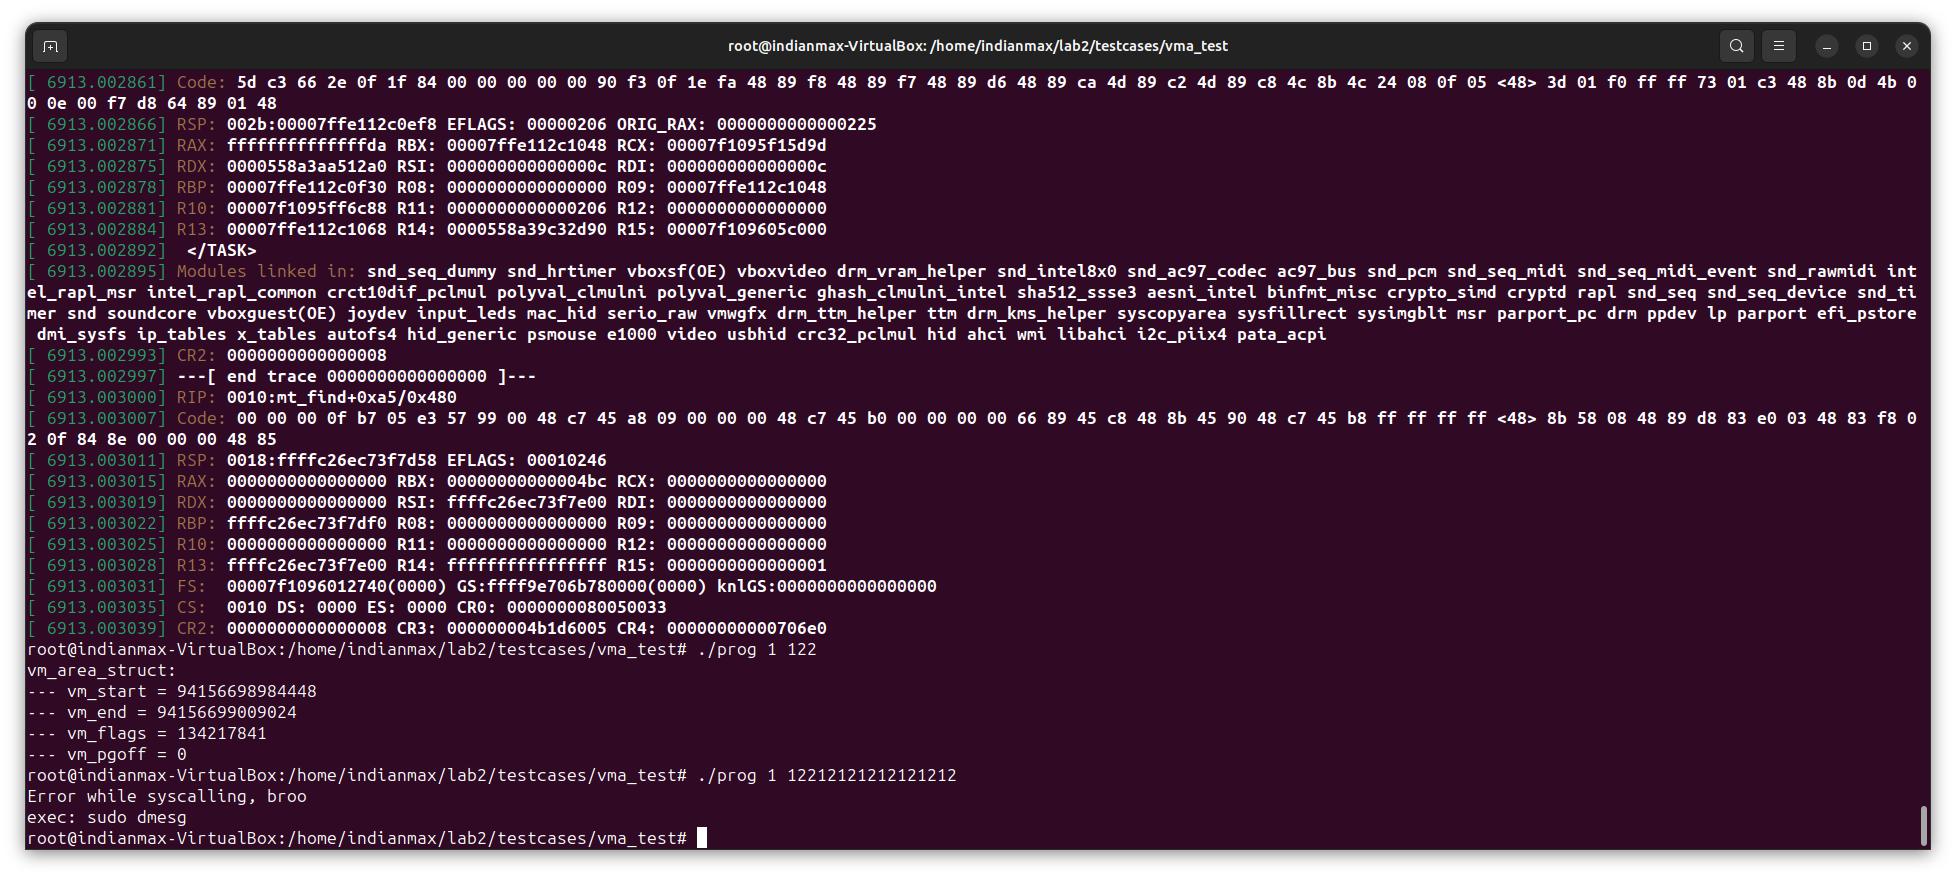 root@indianmax-VirtualBox: /home/indianmax/lab2/testcases/vma_test
[ 6913.002861] Code: 5d c3 66 2e 0f 1f 84 00 00 00 00 00 90 f3 0f 1e fa 48 89 f8 48 89 f7 48 89 d6 48 89 ca 4d 89 c2 4d 89 c8 4c 8b 4c 24 08 0f 05 <48> 3d 01 f0 ff ff 73 01 c3 48 8b 0d 4b 0
0 0e 00 f7 d8 64 89 01 48
[ 6913.002866] RSP: 002b:00007ffe112c0ef8 EFLAGS: 00000206 ORIG_RAX: 0000000000000225
[ 6913.002871] RAX: ffffffffffffffda RBX: 00007ffe112c1048 RCX: 00007f1095f15d9d
[ 6913.002875] RDX: 0000558a3aa512a0 RSI: 000000000000000c RDI: 000000000000000c
[ 6913.002878] RBP: 00007ffe112c0f30 R08: 0000000000000000 R09: 00007ffe112c1048
[ 6913.002881] R10: 00007f1095ff6c88 R11: 0000000000000206 R12: 0000000000000000
[ 6913.002884] R13: 00007ffe112c1068 R14: 0000558a39c32d90 R15: 00007f109605c000
[ 6913.002892]  </TASK>
[ 6913.002895] Modules linked in: snd_seq_dummy snd_hrtimer vboxsf(OE) vboxvideo drm_vram_helper snd_intel8x0 snd_ac97_codec ac97_bus snd_pcm snd_seq_midi snd_seq_midi_event snd_rawmidi int
el_rapl_msr intel_rapl_common crct10dif_pclmul polyval_clmulni polyval_generic ghash_clmulni_intel sha512_ssse3 aesni_intel binfmt_misc crypto_simd cryptd rapl snd_seq snd_seq_device snd_ti
mer snd soundcore vboxguest(OE) joydev input_leds mac_hid serio_raw vmwgfx drm_ttm_helper ttm drm_kms_helper syscopyarea sysfillrect sysimgblt msr parport_pc drm ppdev lp parport efi_pstore
 dmi_sysfs ip_tables x_tables autofs4 hid_generic psmouse e1000 video usbhid crc32_pclmul hid ahci wmi libahci i2c_piix4 pata_acpi
[ 6913.002993] CR2: 0000000000000008
[ 6913.002997] ---[ end trace 0000000000000000 ]---
[ 6913.003000] RIP: 0010:mt_find+0xa5/0x480
[ 6913.003007] Code: 00 00 00 0f b7 05 e3 57 99 00 48 c7 45 a8 09 00 00 00 48 c7 45 b0 00 00 00 00 66 89 45 c8 48 8b 45 90 48 c7 45 b8 ff ff ff ff <48> 8b 58 08 48 89 d8 83 e0 03 48 83 f8 0
2 0f 84 8e 00 00 00 48 85
[ 6913.003011] RSP: 0018:ffffc26ec73f7d58 EFLAGS: 00010246
[ 6913.003015] RAX: 0000000000000000 RBX: 00000000000004bc RCX: 0000000000000000
[ 6913.003019] RDX: 0000000000000000 RSI: ffffc26ec73f7e00 RDI: 0000000000000000
[ 6913.003022] RBP: ffffc26ec73f7df0 R08: 0000000000000000 R09: 0000000000000000
[ 6913.003025] R10: 0000000000000000 R11: 0000000000000000 R12: 0000000000000000
[ 6913.003028] R13: ffffc26ec73f7e00 R14: ffffffffffffffff R15: 0000000000000001
[ 6913.003031] FS:  00007f1096012740(0000) GS:ffff9e706b780000(0000) knlGS:0000000000000000
[ 6913.003035] CS:  0010 DS: 0000 ES: 0000 CR0: 0000000080050033
[ 6913.003039] CR2: 0000000000000008 CR3: 000000004b1d6005 CR4: 00000000000706e0
root@indianmax-VirtualBox:/home/indianmax/lab2/testcases/vma_test# ./prog 1 122
vm_area_struct:
--- vm_start = 94156698984448
--- vm_end = 94156699009024
--- vm_flags = 134217841
--- vm_pgoff = 0
root@indianmax-VirtualBox:/home/indianmax/lab2/testcases/vma_test# ./prog 1 12212121212121212
Error while syscalling, broo
exec: sudo dmesg
root@indianmax-VirtualBox:/home/indianmax/lab2/testcases/vma_test#